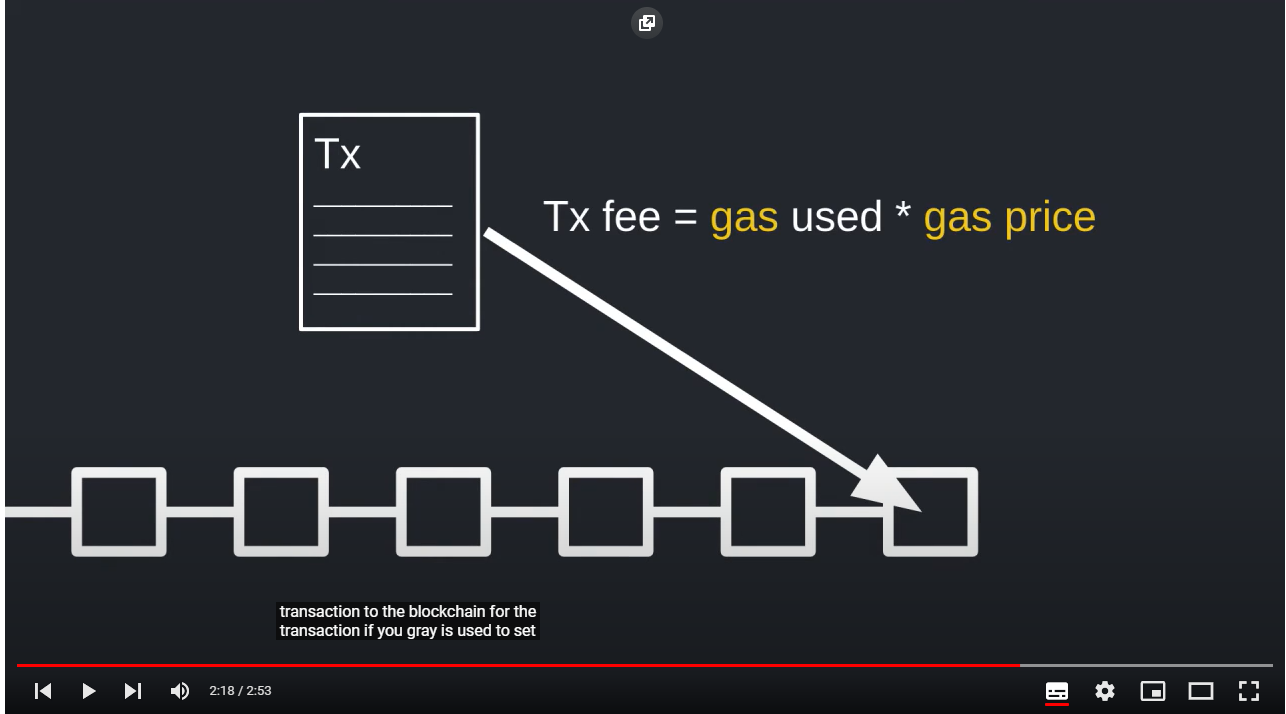 Tx
Tx fee = gas used * gas price
transaction to the blockchain for the
transaction if you gray is used to set
2:18 / 2:53